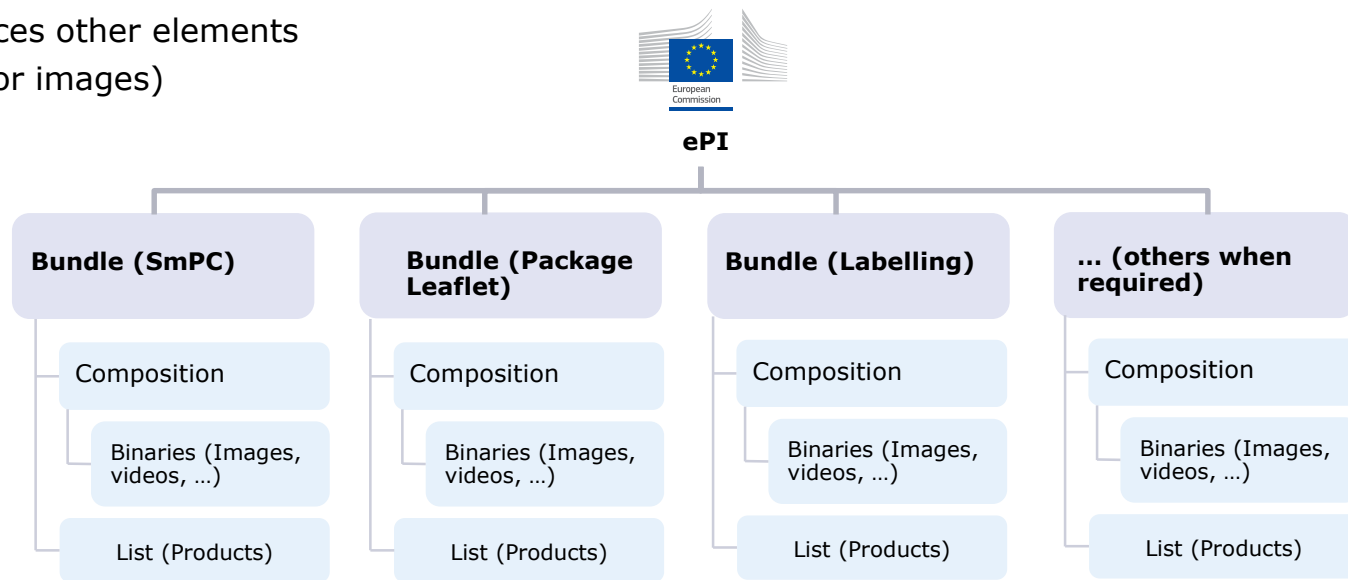 ces other elements
or images)
European
Commission
ePI
Bundle (SmPC)
Composition
Binaries (Images,
videos, …)
List (Products)
Bundle (Package
Leaflet)
Composition
Binaries (Images,
videos, …)
List (Products)
Bundle (Labelling)
Composition
Binaries (Images,
videos, …)
List (Products)
… (others when
required)
Composition
Binaries (Images,
videos, …)
List (Products)